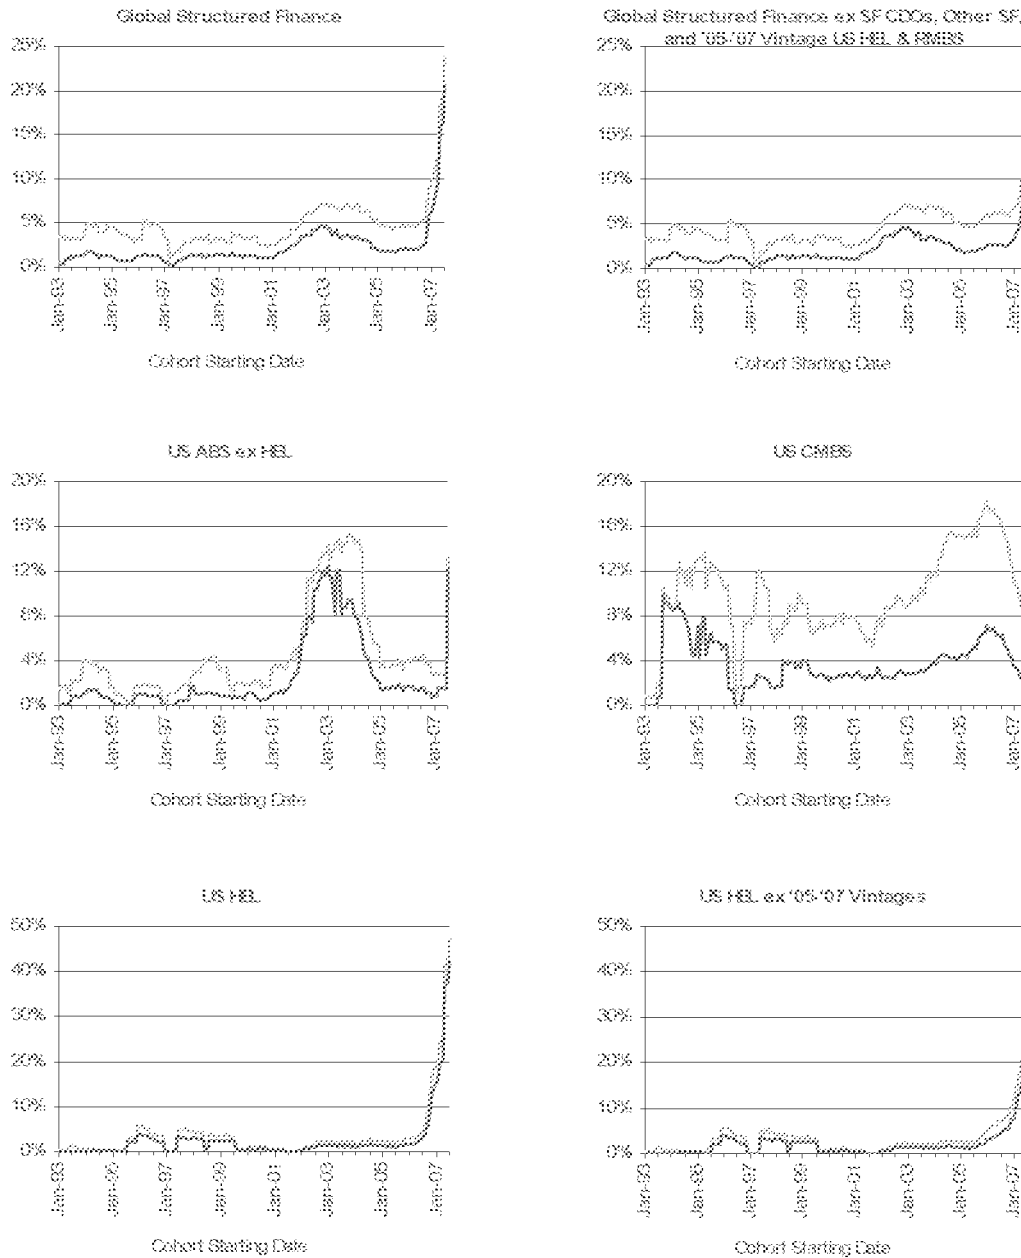 Global Structured Finance
25%
20%
15%
10%
5%
0%
Jan-93
Jan-95
Jan-97
Jan-99
Jan-01
Jan-03
Jan-05
Jan-07
Cohort Starting Date
Global Structured Finance ex SF CDOs, Other SF,
and '05-'07 Vintage US HEL & RMBS
25%
20%
15%
10%
5%
0%
Jan-93
Jan-95
Jan-97
Jan-99
Jan-01
Jan-03
Jan-05
Jan-07
Cohort Starting Date
US ABS ex HEL
20%
16%
12%
8%
4%
0%
Jan-93
Jan-95
Jan-97
Jan-99
Jan-01
Jan-03
Jan-05
Jan-07
Cohort Starting Date
US CMBS
20%
16%
12%
8%
4%
0%
Jan-93
Jan-95
Jan-97
Jan-99
Jan-01
Jan-03
Jan-05
Jan-07
Cohort Starting Date
US HEL
50%
40%
30%
20%
10%
0%
Jan-93
Jan-95
Jan-97
Jan-99
Jan-01
Jan-03
Jan-05
Jan-07
Cohort Starting Date
US HEL ex '05-'07 Vintages
50%
40%
30%
20%
10%
0%
Jan-93
Jan-95
Jan-97
Jan-99
Jan-01
Jan-03
Jan-05
Jan-07
Cohort Starting Date